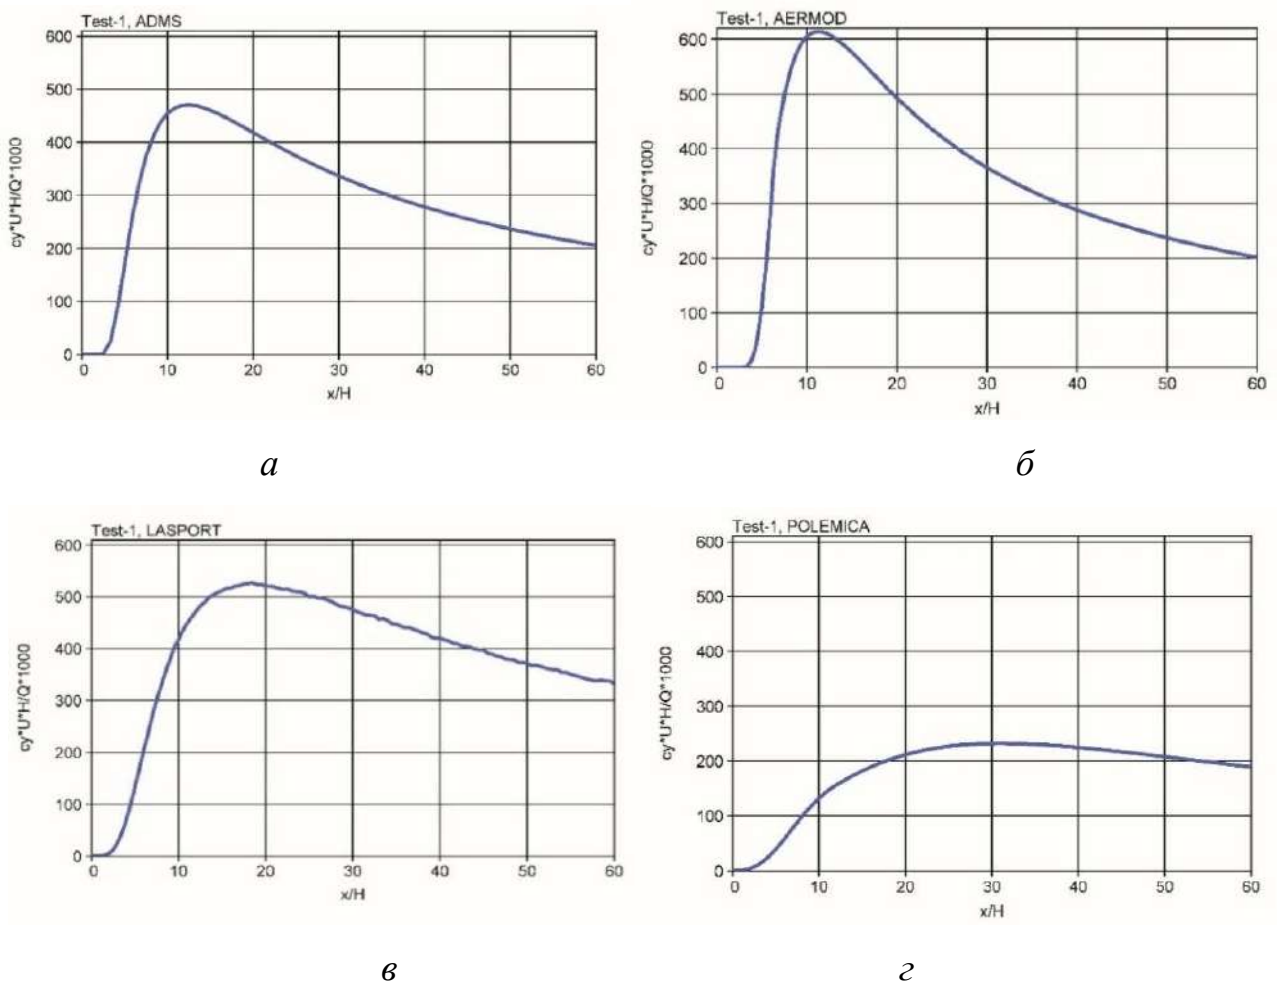 Test-1, ADMS
600
500
400
300
200
100
0
cy*U*H/Q*1000
0 10 20 30 40 50 60
x/H
а
Test-1, AERMOD
600
500
400
300
200
100
0
cy*U*H/Q*1000
0 10 20 30 40 50 60
x/H
б
Test-1, LASPORT
600
500
400
300
200
100
0
cy*U*H/Q*1000
0 10 20 30 40 50 60
x/H
в
Test-1, POLEMICA
600
500
400
300
200
100
0
cy*U*H/Q*1000
0 10 20 30 40 50 60
x/H
г